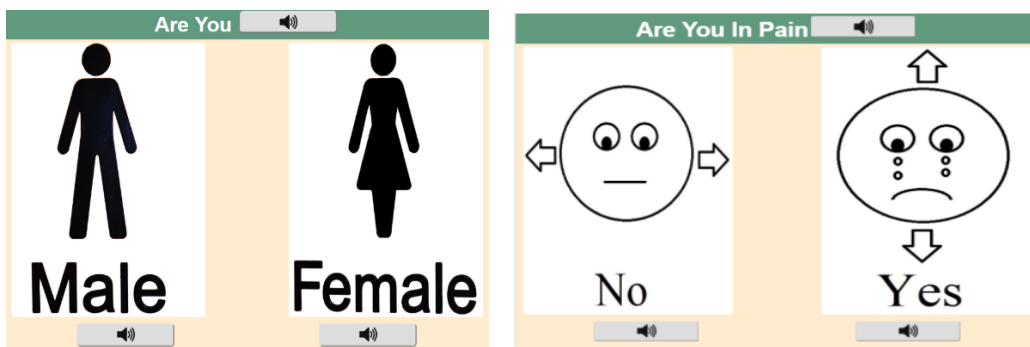 Are You
Male
Female
Are You In Pain
No
Yes